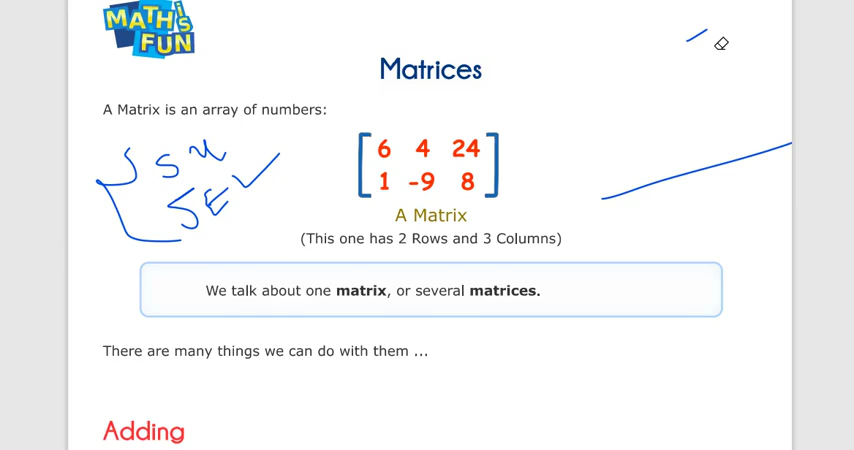 MATH is FUN
Matrices
A Matrix is an array of numbers:
6 4 24
1 -9 8
A Matrix
(This one has 2 Rows and 3 Columns)
We talk about one matrix, or several matrices.
There are many things we can do with them ...
Adding